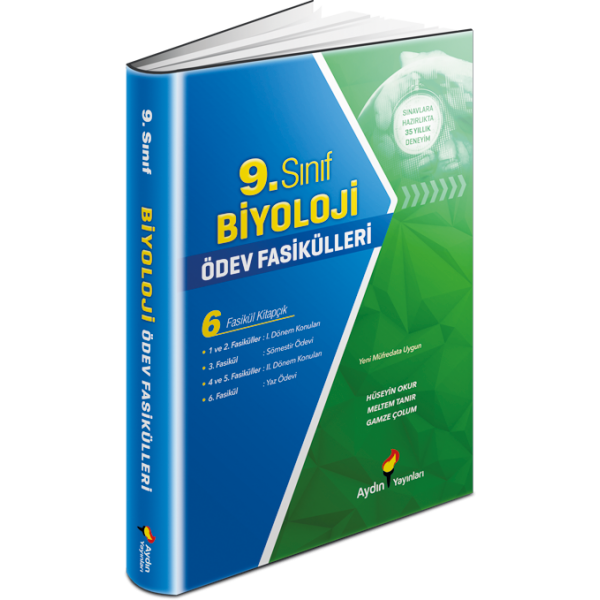 9. Sınıf
BİYOLOJİ
ÖDEV FASİKÜLLERİ
Aydın
Yayınları
SINAVLARA
HAZIRLIKTA
35 YILLIK
DENEYİM
9. Sınıf
BİYOLOJİ
ÖDEV FASİKÜLLERİ
6 Fasikül Kitapçık
• 1 ve 2. Fasiküller : I. Dönem Konuları
• 3. Fasikül : Sömestir Ödevi
• 4 ve 5. Fasiküller : II. Dönem Konuları
• 6. Fasikül : Yaz Ödevi
Yeni Müfredata Uygun
HÜSEYİN OKUR
MELTEM TANIR
GAMZE ÇOLUM
Aydın Yayınları